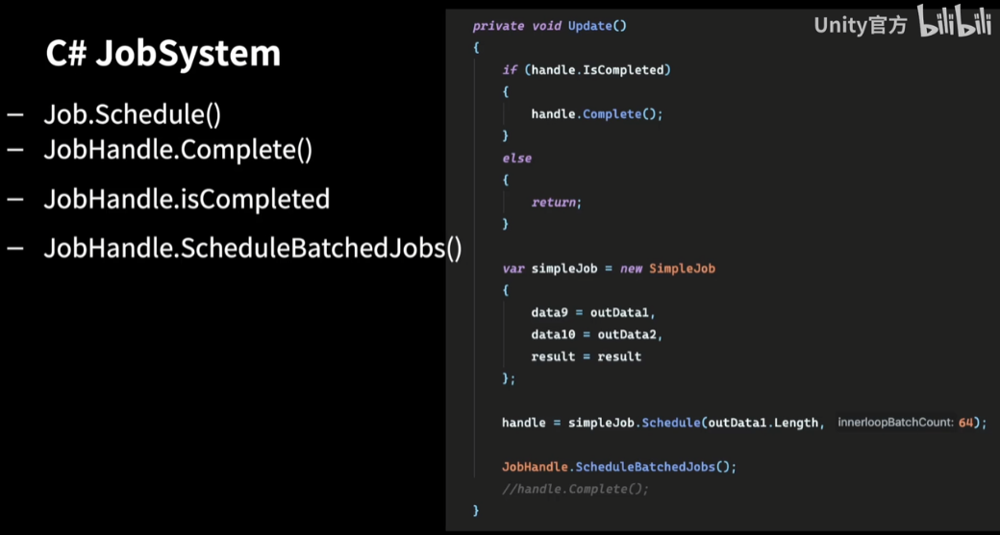 C# JobSystem
— Job.Schedule()
— JobHandle.Complete()
— JobHandle.isCompleted
— JobHandle.ScheduleBatchedJobs()
Unity官方 bilibili
private void Update()
{
if (handle.IsCompleted)
{
handle.Complete();
}
else
{
return;
}
var simpleJob = new SimpleJob
{
data9 = outData1,
data10 = outData2,
result = result
};
handle = simpleJob.Schedule(outData1.Length, innerloopBatchCount: 64);
JobHandle.ScheduleBatchedJobs();
//handle.Complete();
}